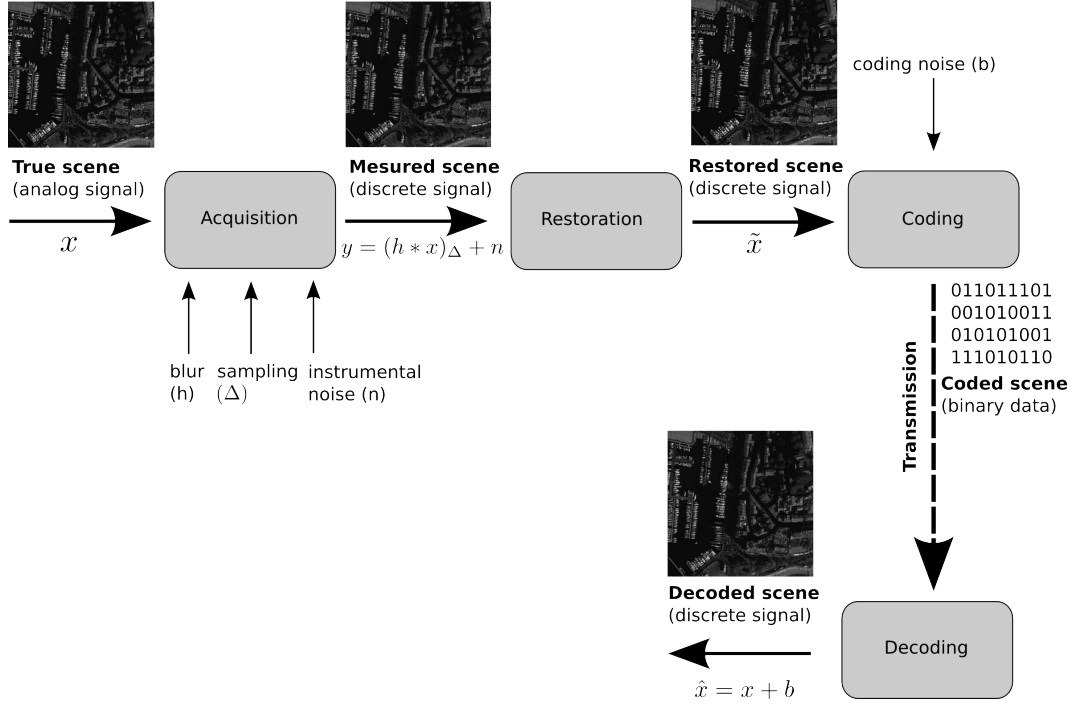 True scene
(analog signal)
x
Acquisition
blur
(h)
sampling
(Δ)
instrumental
noise (n)
Mesured scene
(discrete signal)
y = (h ∗ x)Δ + n
Restoration
Restored scene
(discrete signal)
x̃
coding noise (b)
Coding
011011101
001010011
010101001
111010110
Coded scene
(binary data)
Transmission
Decoding
Decoded scene
(discrete signal)
x̂ = x + b